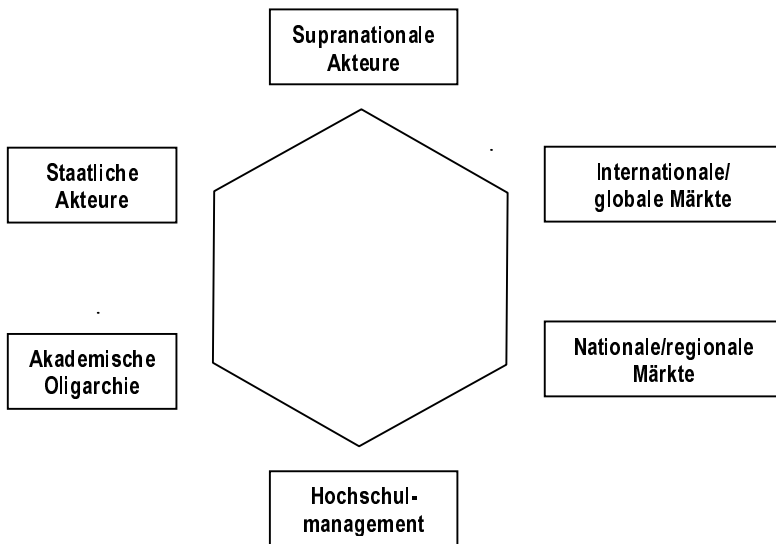 Supranationale
Akteure
Staatliche
Akteure
Internationale/
globale Märkte
Akademische
Oligarchie
Nationale/regionale
Märkte
Hochschul-
management